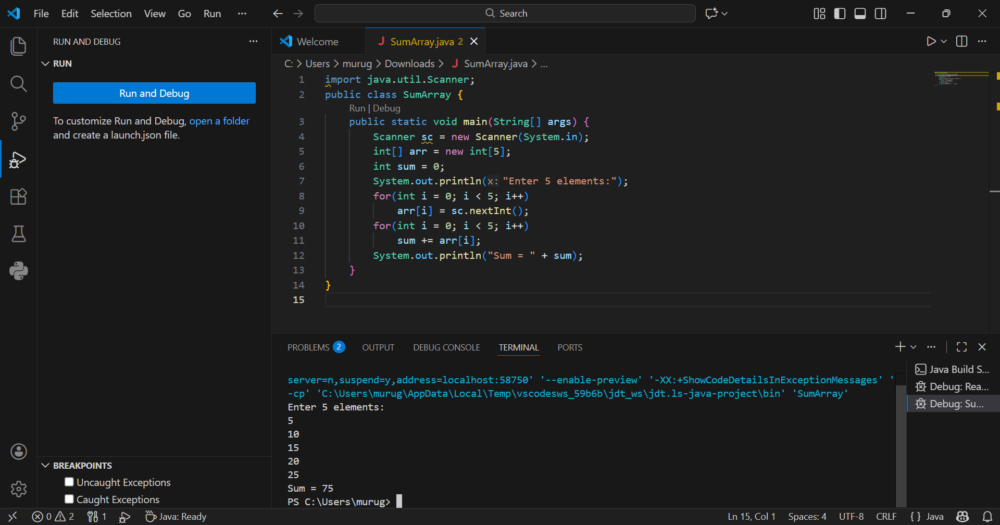 File Edit Selection View Go Run ··· Search
RUN AND DEBUG ···
RUN
Run and Debug
To customize Run and Debug, open a folder
and create a launch.json file.
BREAKPOINTS
Uncaught Exceptions
Caught Exceptions
Welcome SumArray.java 2
C: > Users > murug > Downloads > J SumArray.java > ...
1 import java.util.Scanner;
2 public class SumArray {
Run | Debug
3 public static void main(String[] args) {
4 Scanner sc = new Scanner(System.in);
5 int[] arr = new int[5];
6 int sum = 0;
7 System.out.println(x: "Enter 5 elements:");
8 for(int i = 0; i < 5; i++)
9 arr[i] = sc.nextInt();
10 for(int i = 0; i < 5; i++)
11 sum += arr[i];
12 System.out.println("Sum = " + sum);
13 }
14 }
15
PROBLEMS 2 OUTPUT DEBUG CONSOLE TERMINAL PORTS
server=n,suspend=y,address=localhost:58750' '--enable-preview' '-XX:+ShowCodeDetailsInExceptionMessages' '
-cp' 'C:\Users\murug\AppData\Local\Temp\vscodesws_59b6b\jdt_ws\jdt.ls-java-project\bin' 'SumArray'
Enter 5 elements:
5
10
15
20
25
Sum = 75
PS C:\Users\murug>
Java Build S...
Debug: Rea...
Debug: Su...
0 2 1 Java: Ready Ln 15, Col 1 Spaces: 4 UTF-8 CRLF { } Java